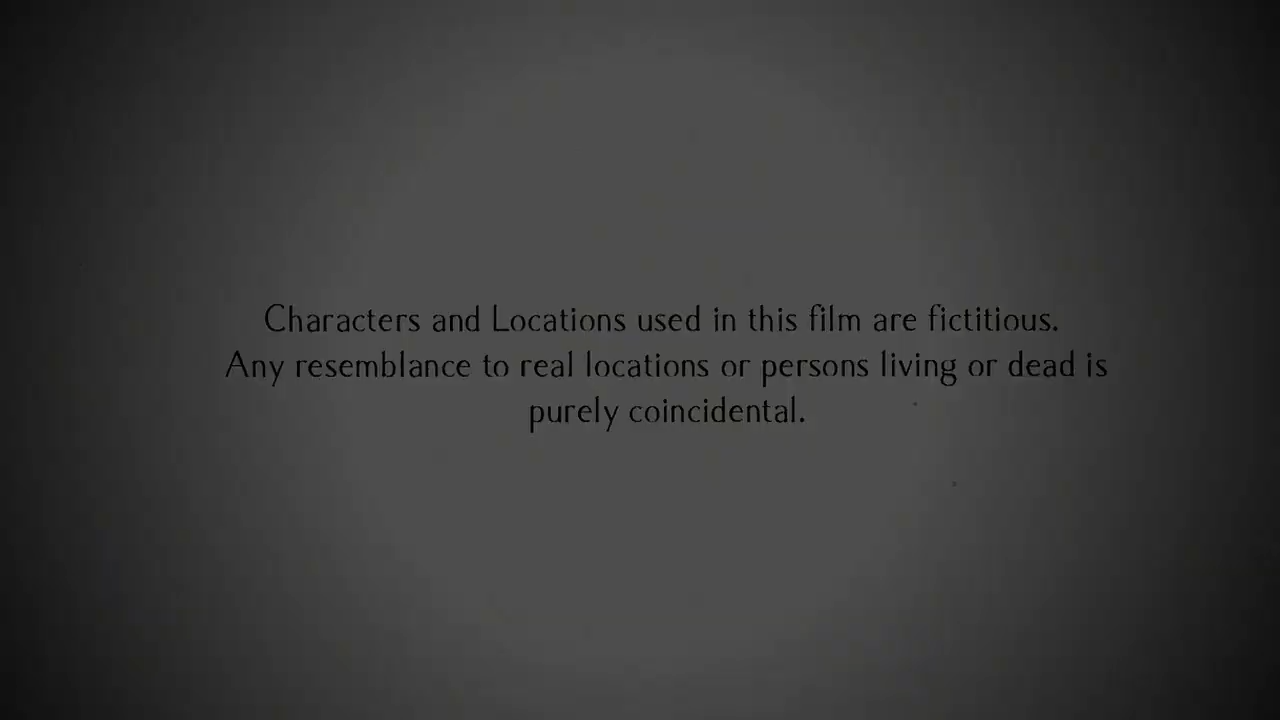 Characters and Locations used in this film are fictitious.
Any resemblance to real locations or persons living or dead is
purely coincidental.